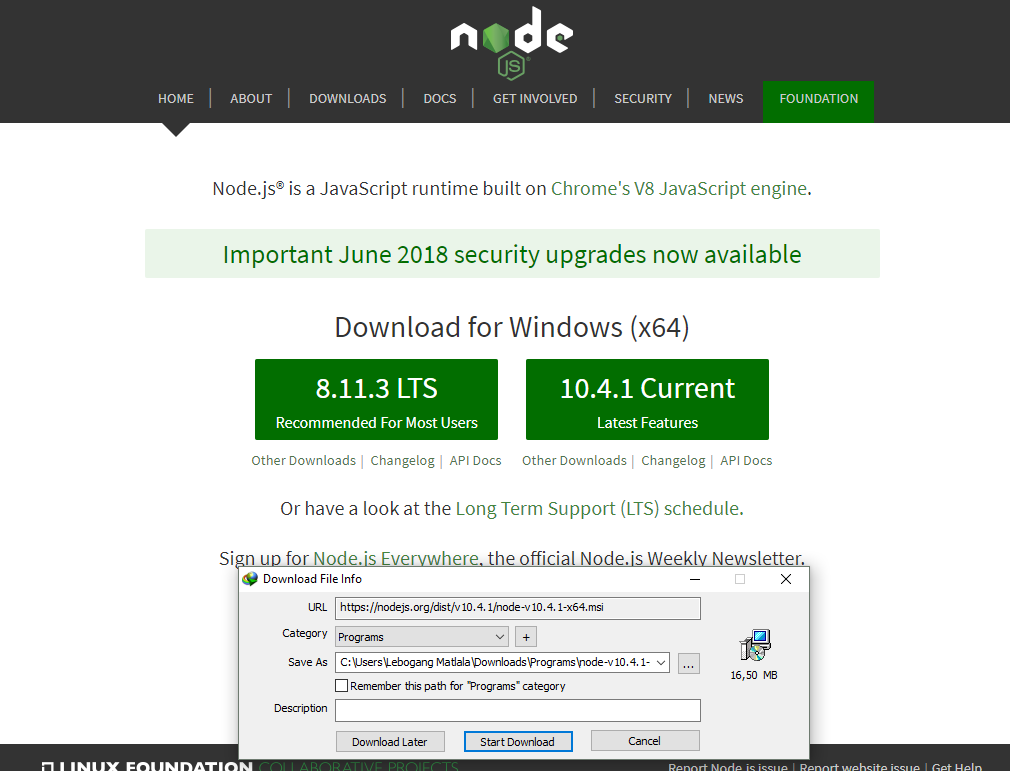 node
JS
HOME | ABOUT | DOWNLOADS | DOCS | GET INVOLVED | SECURITY | NEWS FOUNDATION
Node.js® is a JavaScript runtime built on Chrome's V8 JavaScript engine.
Important June 2018 security upgrades now available
Download for Windows (x64)
8.11.3 LTS
Recommended For Most Users
10.4.1 Current
Latest Features
Other Downloads | Changelog | API Docs
Other Downloads | Changelog | API Docs
Or have a look at the Long Term Support (LTS) schedule.
Sign up for Node.js Everywhere, the official Node.js Weekly Newsletter.
Download File Info
URL https://nodejs.org/dist/v10.4.1/node-v10.4.1-x64.msi
Category Programs +
Save As C:\Users\Lebogang Matlala\Downloads\Programs\node-v10.4.1- ...
16,50 MB
Remember this path for "Programs" category
Description
Download Later Start Download Cancel
LINUX FOUNDATION COLLABORATIVE PROJECTS
Report Node.js issue | Report website issue | Get Help